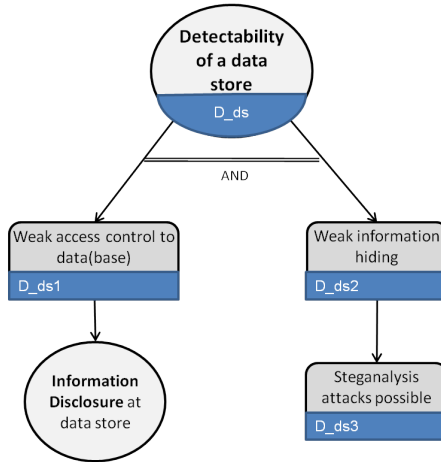 Detectability
of a data
store
D_ds
AND
Weak access control to
data(base)
D_ds1
Weak information
hiding
D_ds2
Information
Disclosure at
data store
Steganalysis
attacks possible
D_ds3